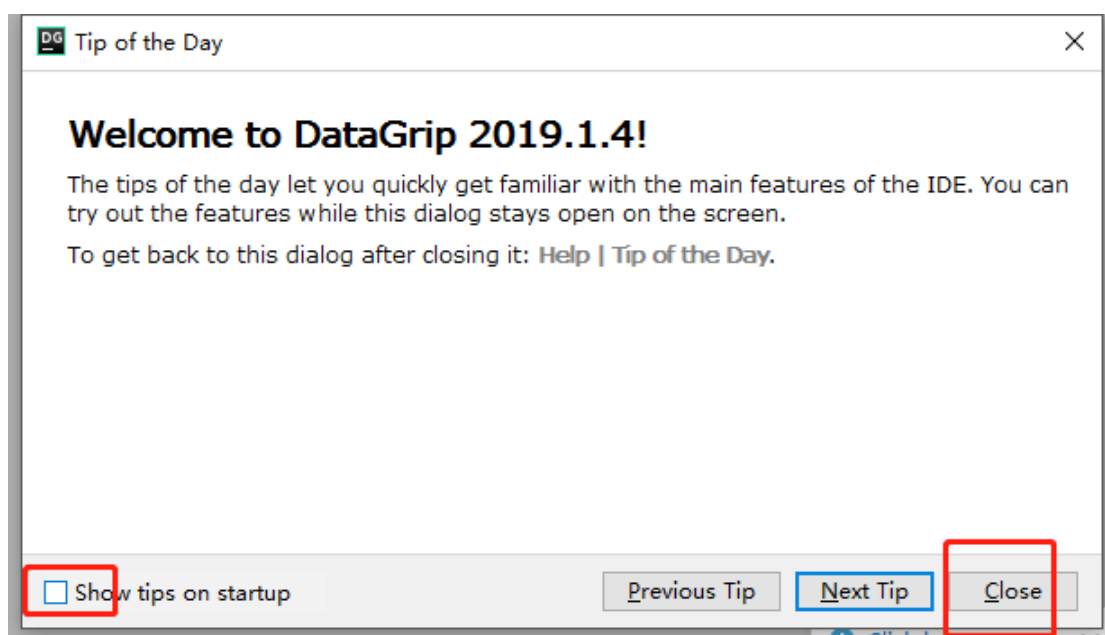 DG Tip of the Day
Welcome to DataGrip 2019.1.4!
The tips of the day let you quickly get familiar with the main features of the IDE. You can
try out the features while this dialog stays open on the screen.
To get back to this dialog after closing it: Help | Tip of the Day.
Show tips on startup
Previous Tip
Next Tip
Close